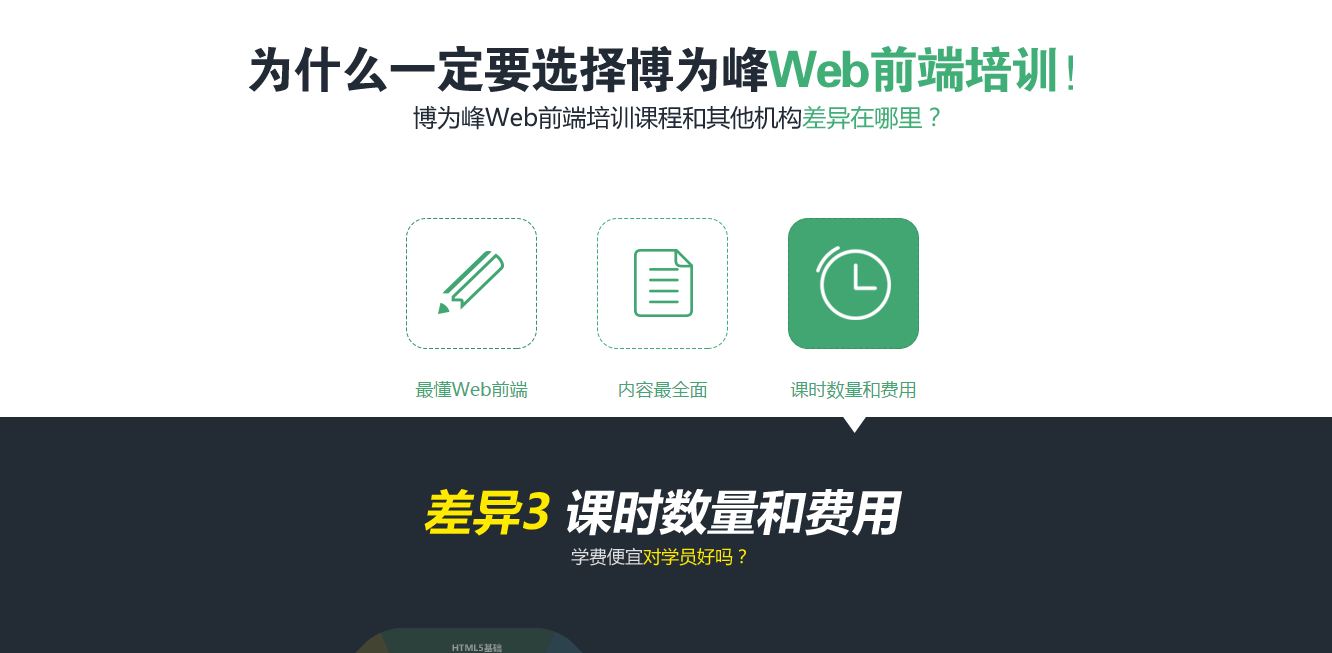 为什么一定要选择博为峰Web前端培训！
博为峰Web前端培训课程和其他机构差异在哪里？
最懂Web前端
内容最全面
课时数量和费用
差异3 课时数量和费用
学费便宜对学员好吗？
HTML5基础